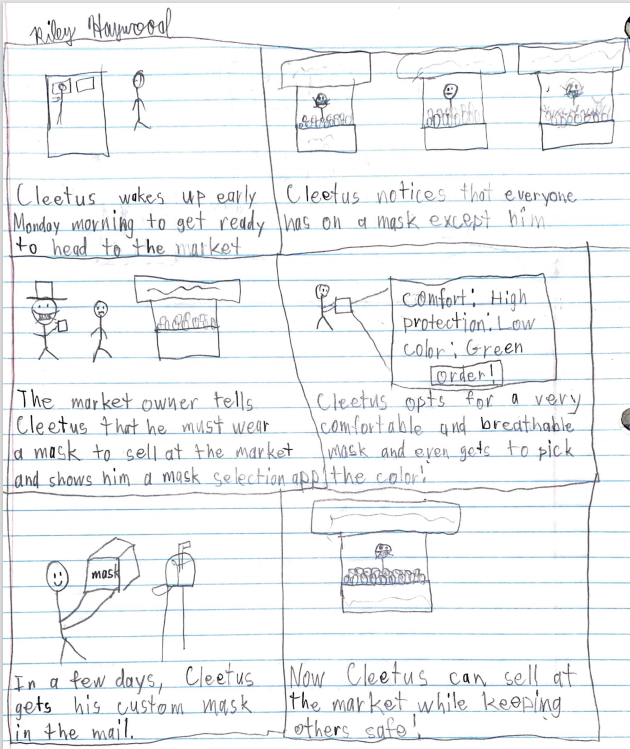 Riley Haywood
Cleetus wakes up early
Monday morning to get ready
to head to the market
Cleetus notices that everyone
has on a mask except him
The market owner tells
Cleetus that he must wear
a mask to sell at the market
and shows him a mask selection app
comfort: High
protection: Low
color: Green
order!
Cleetus opts for a very
comfortable and breathable
mask and even gets to pick
the color!
mask
In a few days, Cleetus
gets his custom mask
in the mail.
Now Cleetus can sell at
the market while keeping
others safe!